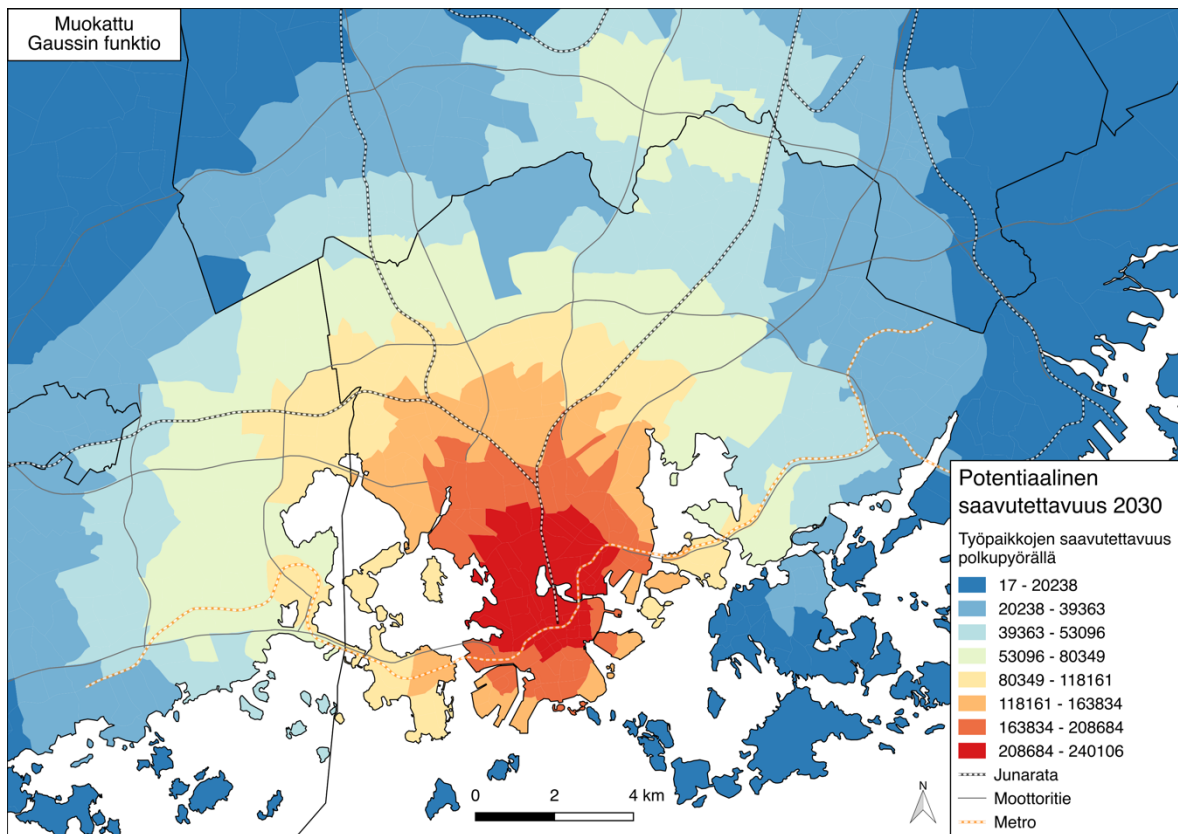 Muokattu
Gaussin funktio
0 2 4 km
N
Potentiaalinen
saavutettavuus 2030
Työpaikkojen saavutettavuus
polkupyörällä
17 - 20238
20238 - 39363
39363 - 53096
53096 - 80349
80349 - 118161
118161 - 163834
163834 - 208684
208684 - 240106
Junarata
Moottoritie
Metro